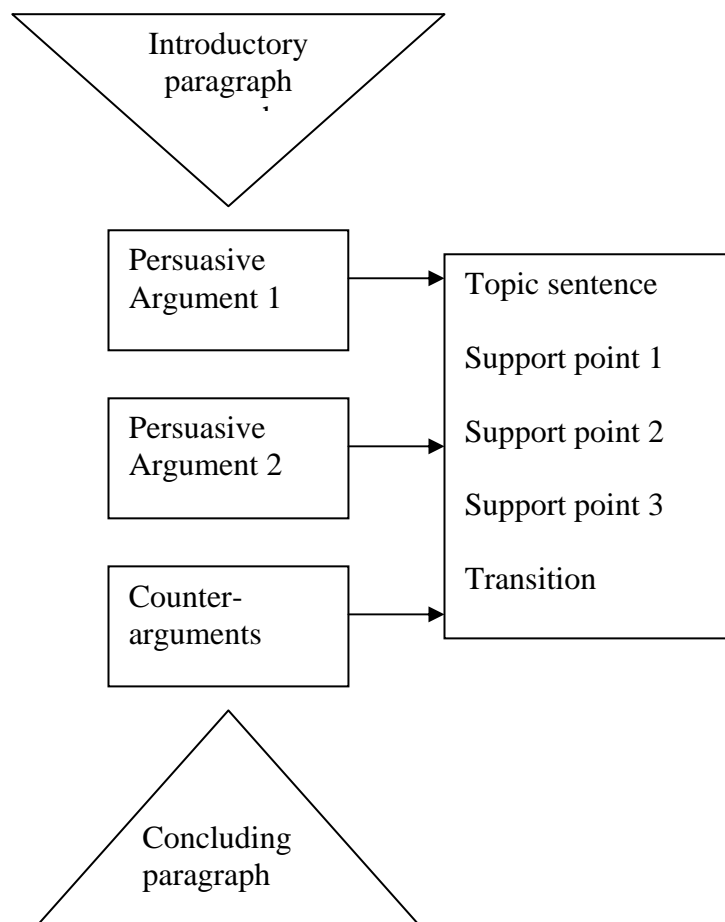 Introductory
paragraph
Persuasive
Argument 1
Topic sentence
Support point 1
Persuasive
Argument 2
Support point 2
Support point 3
Transition
Counter-
arguments
Concluding
paragraph